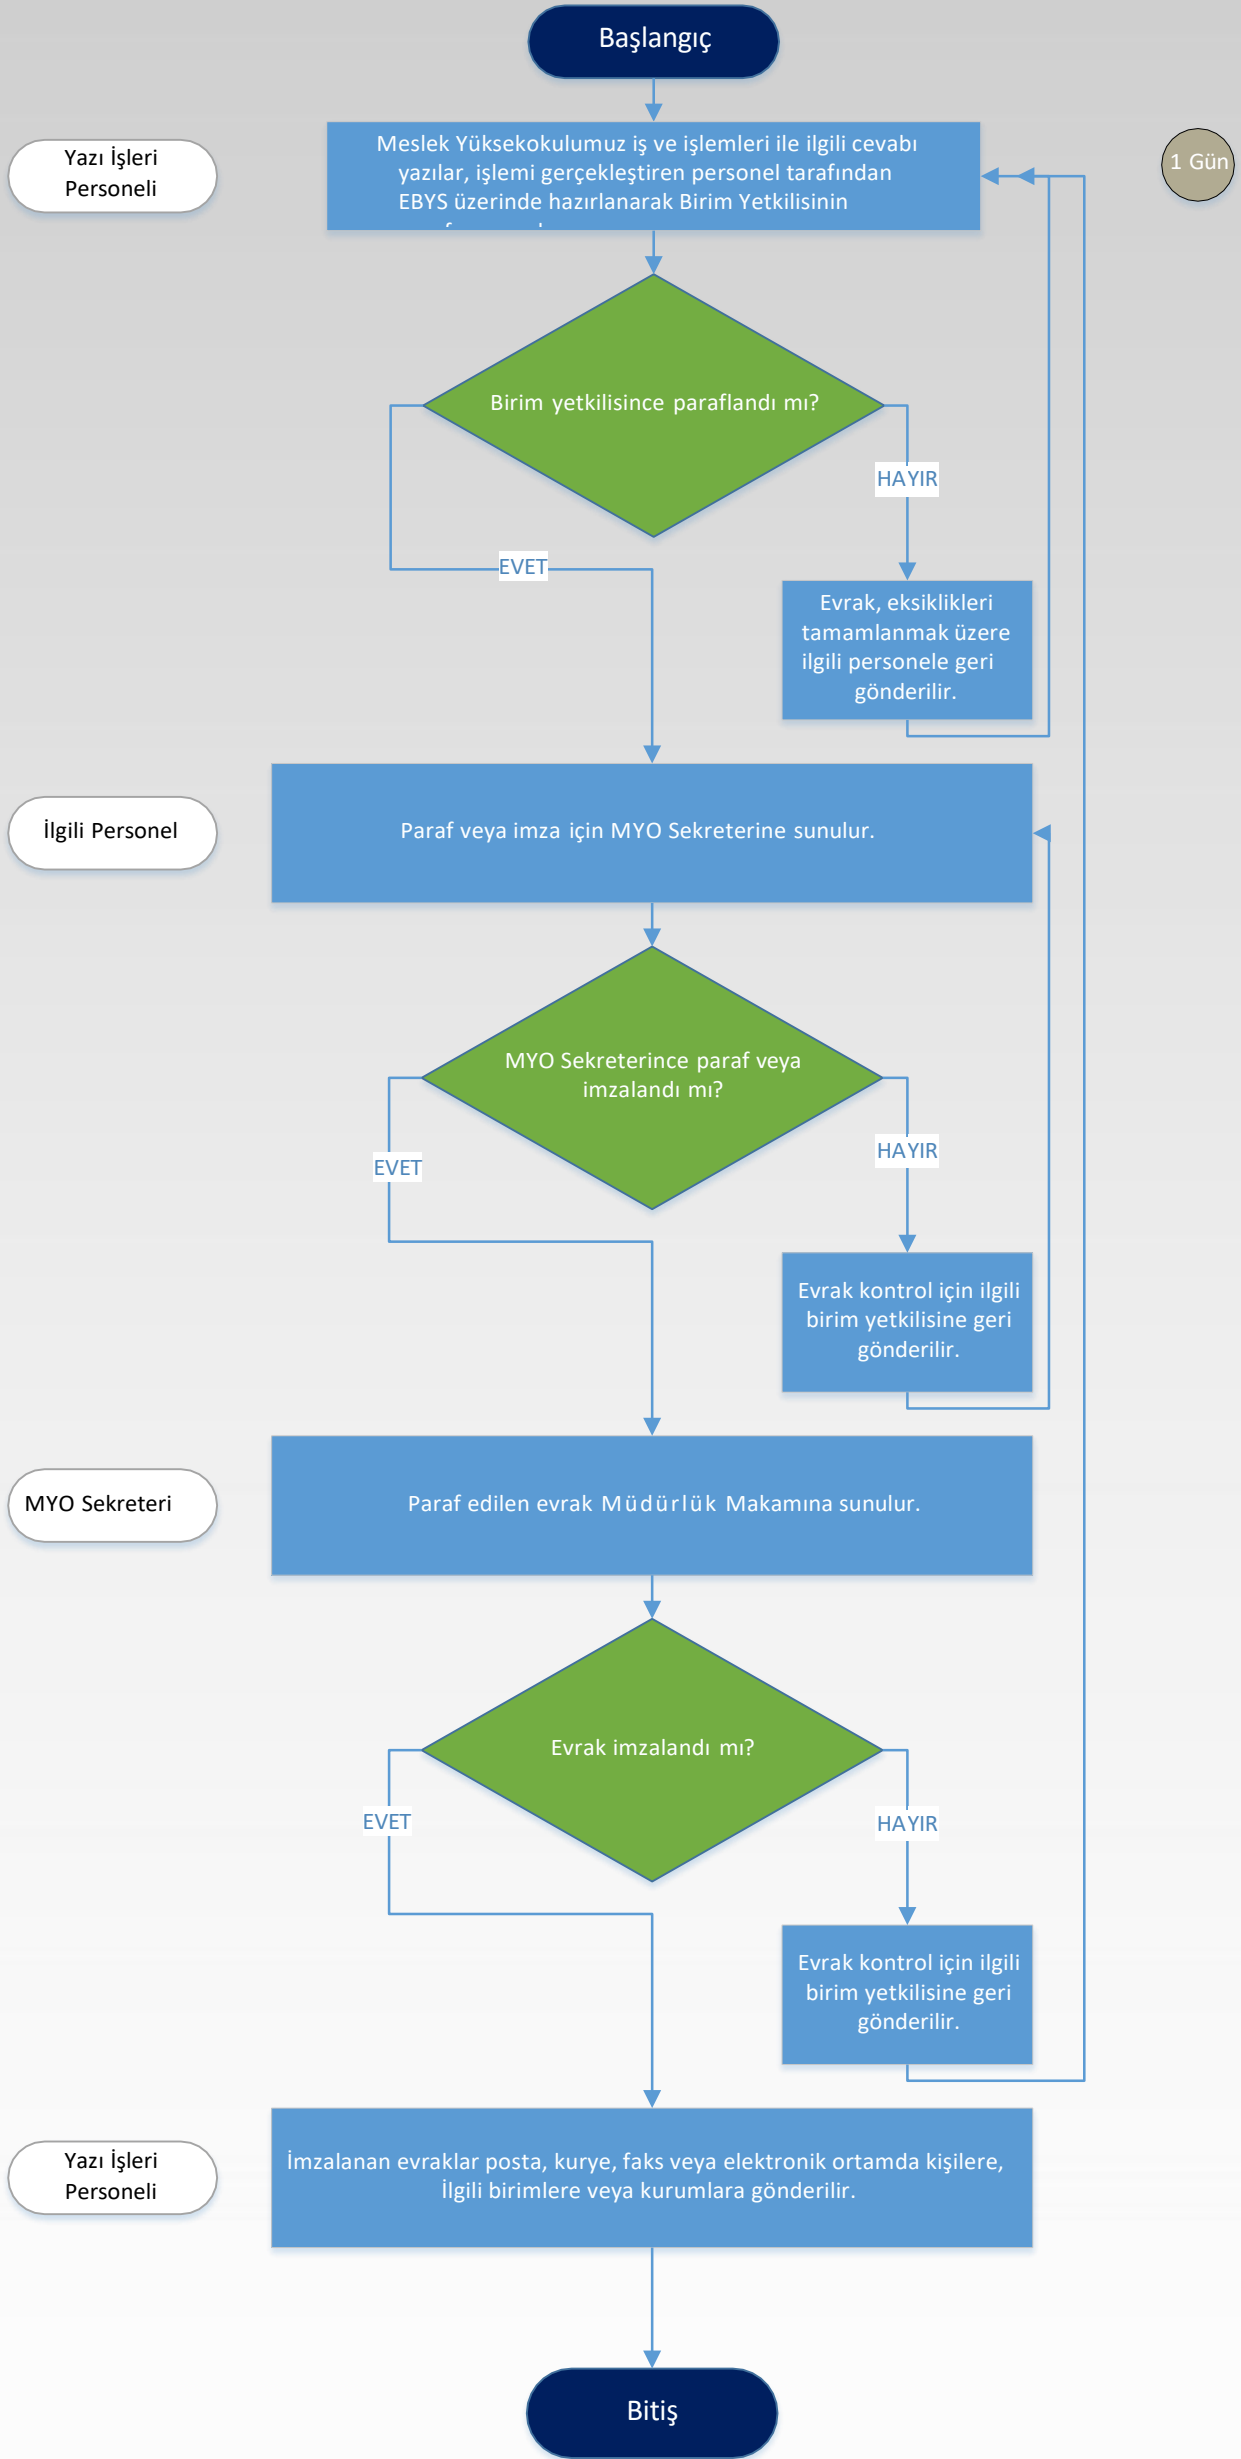 Başlangıç
Yazı İşleri
Personeli
Meslek Yüksekokulumuz iş ve işlemleri ile ilgili cevabı
yazılar, işlemi gerçekleştiren personel tarafından
EBYS üzerinde hazırlanarak Birim Yetkilisinin
1 Gün
Birim yetkilisince paraflandı mı?
HAYIR
EVET
Evrak, eksiklikleri
tamamlanmak üzere
ilgili personele geri
gönderilir.
İlgili Personel
Paraf veya imza için MYO Sekreterine sunulur.
MYO Sekreterince paraf veya
imzalandı mı?
HAYIR
EVET
Evrak kontrol için ilgili
birim yetkilisine geri
gönderilir.
MYO Sekreteri
Paraf edilen evrak Müdürlük Makamına sunulur.
Evrak imzalandı mı?
EVET
HAYIR
Evrak kontrol için ilgili
birim yetkilisine geri
gönderilir.
Yazı İşleri
Personeli
İmzalanan evraklar posta, kurye, faks veya elektronik ortamda kişilere,
İlgili birimlere veya kurumlara gönderilir.
Bitiş